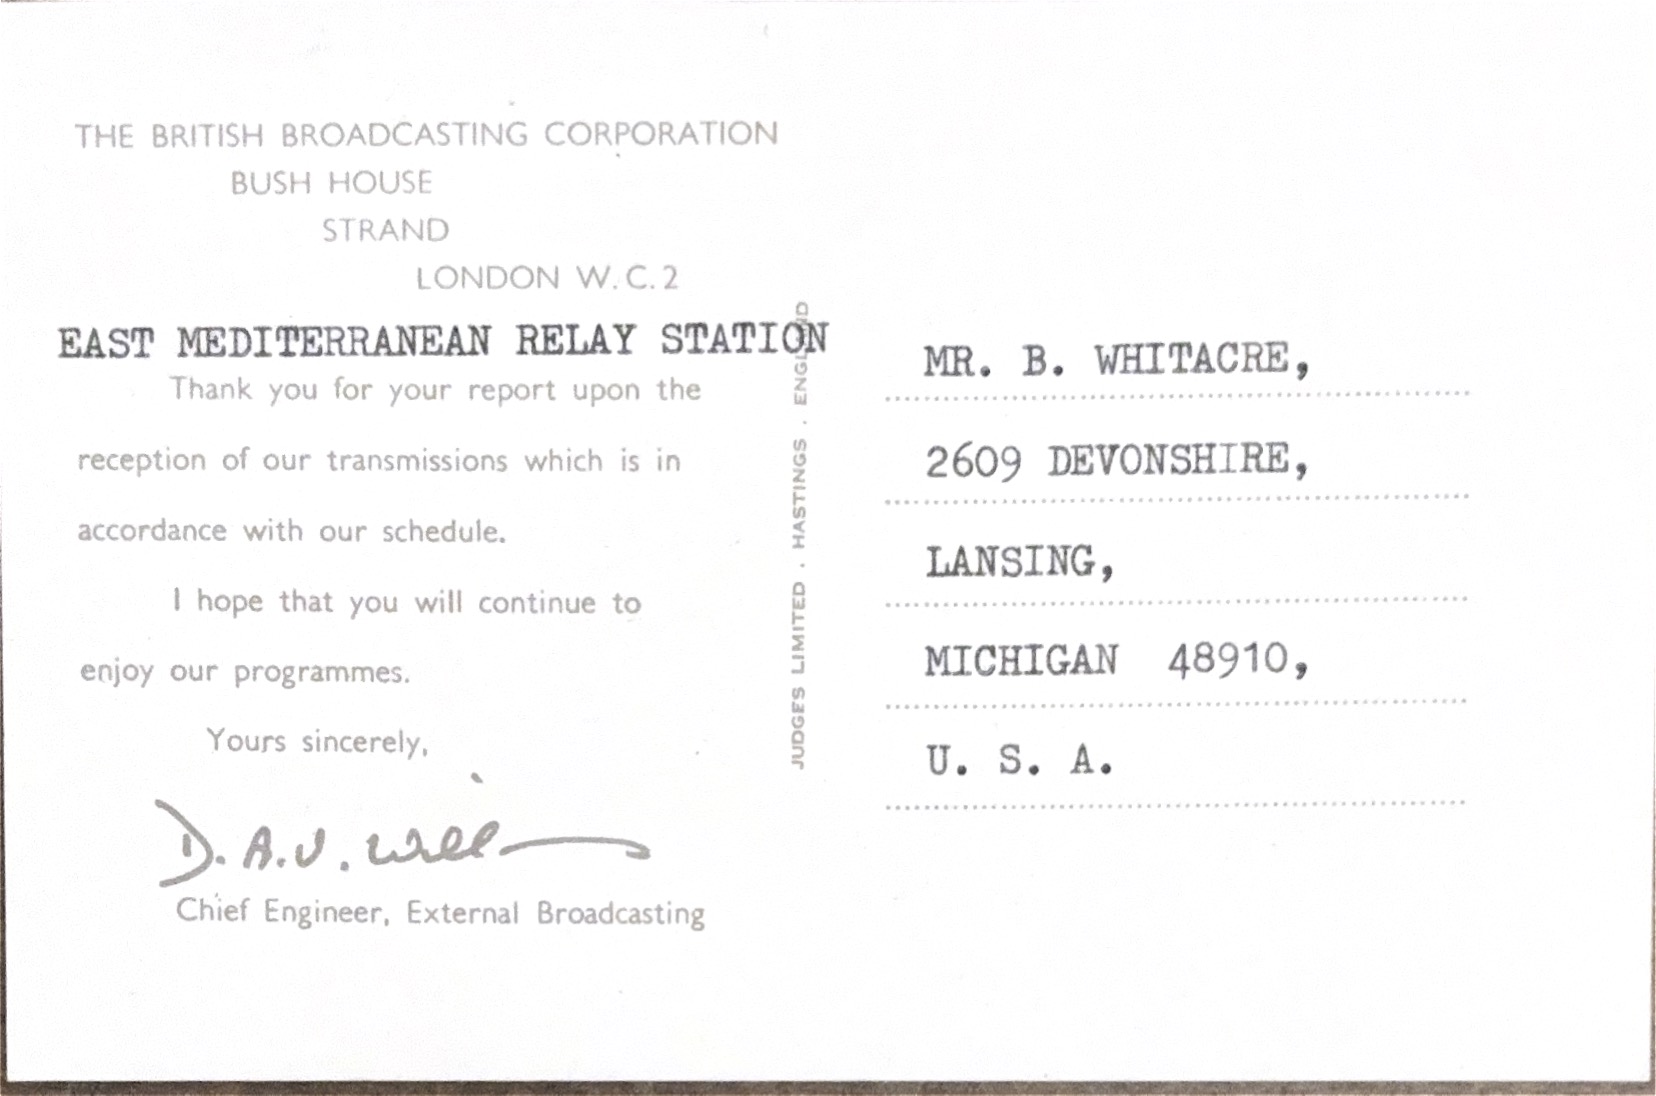 THE BRITISH BROADCASTING CORPORATION
BUSH HOUSE
STRAND
LONDON W.C.2
EAST MEDITERRANEAN RELAY STATION
Thank you for your report upon the
reception of our transmissions which is in
accordance with our schedule.
I hope that you will continue to
enjoy our programmes.
Yours sincerely,
D. A. V. Will
Chief Engineer, External Broadcasting
JUDGES LIMITED . HASTINGS . ENGLAND
MR. B. WHITACRE,
2609 DEVONSHIRE,
LANSING,
MICHIGAN 48910,
U. S. A.